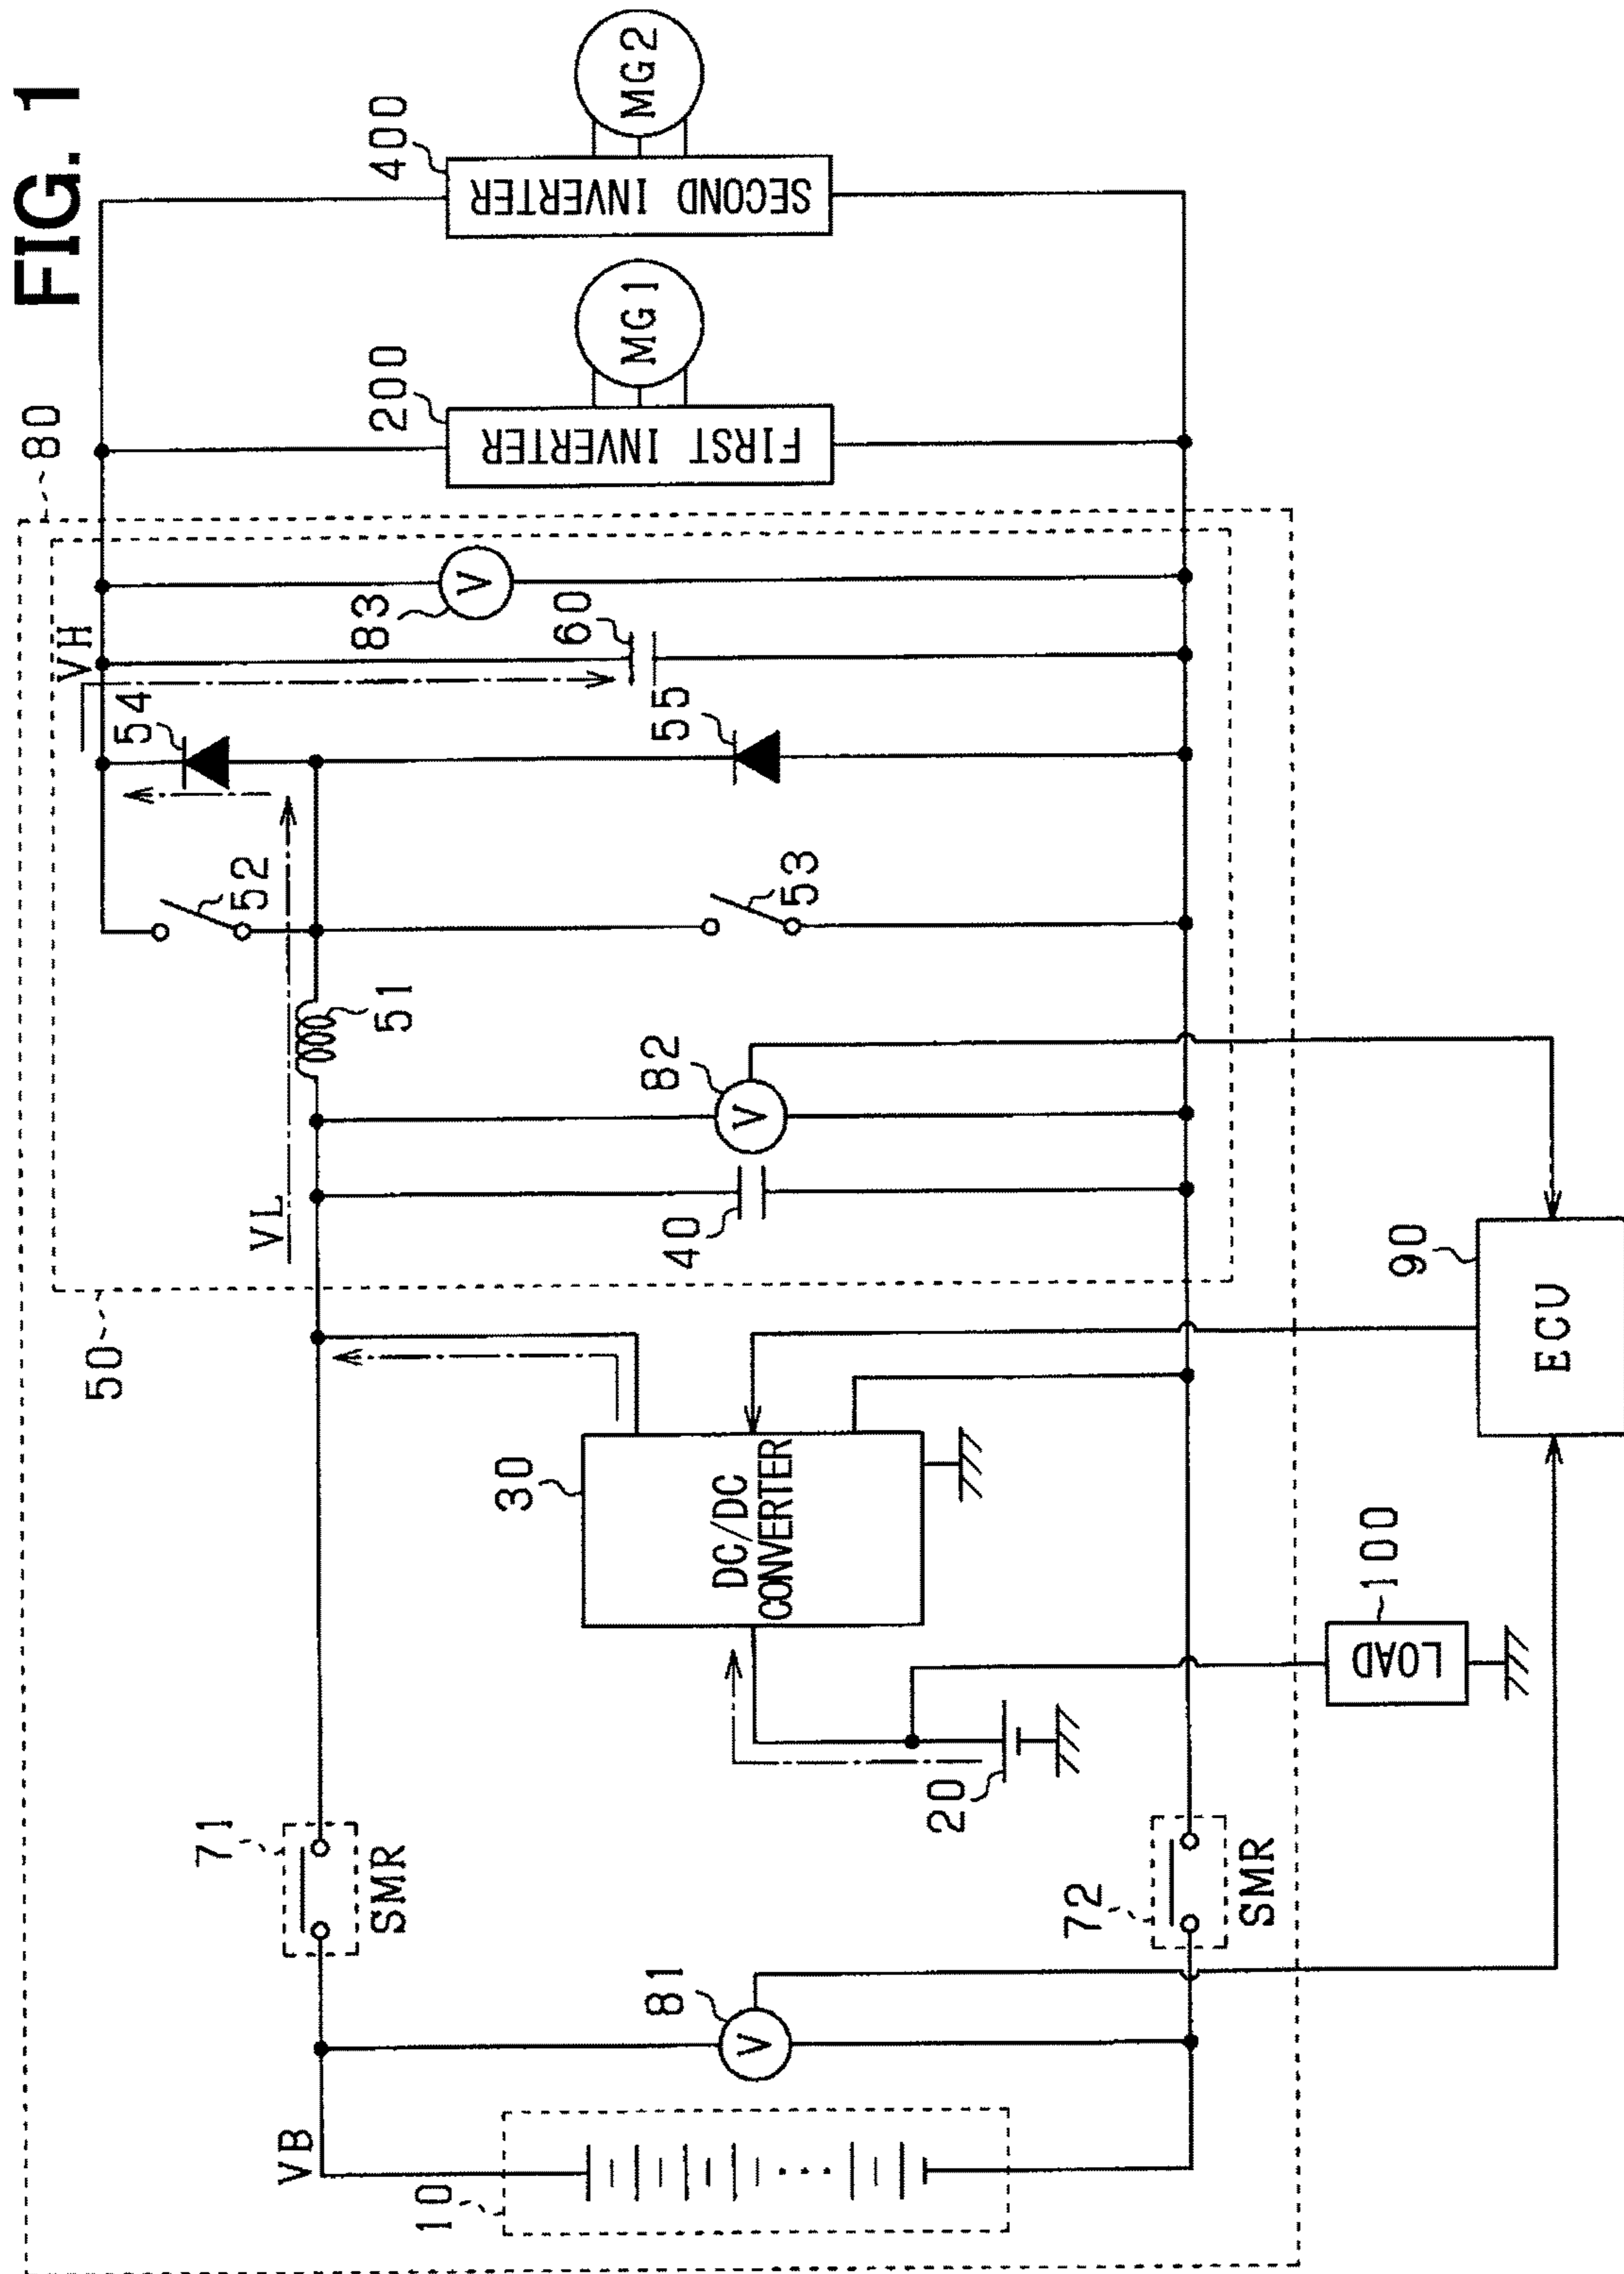 FIG. 1
80
50
VB
10
81
71
SMR
72
SMR
20
30
DC/DC
CONVERTER
LOAD
100
ECU
90
VL
40
82
51
52
53
54
55
VH
60
83
V
V
V
200
FIRST INVERTER
MG1
400
SECOND INVERTER
MG2